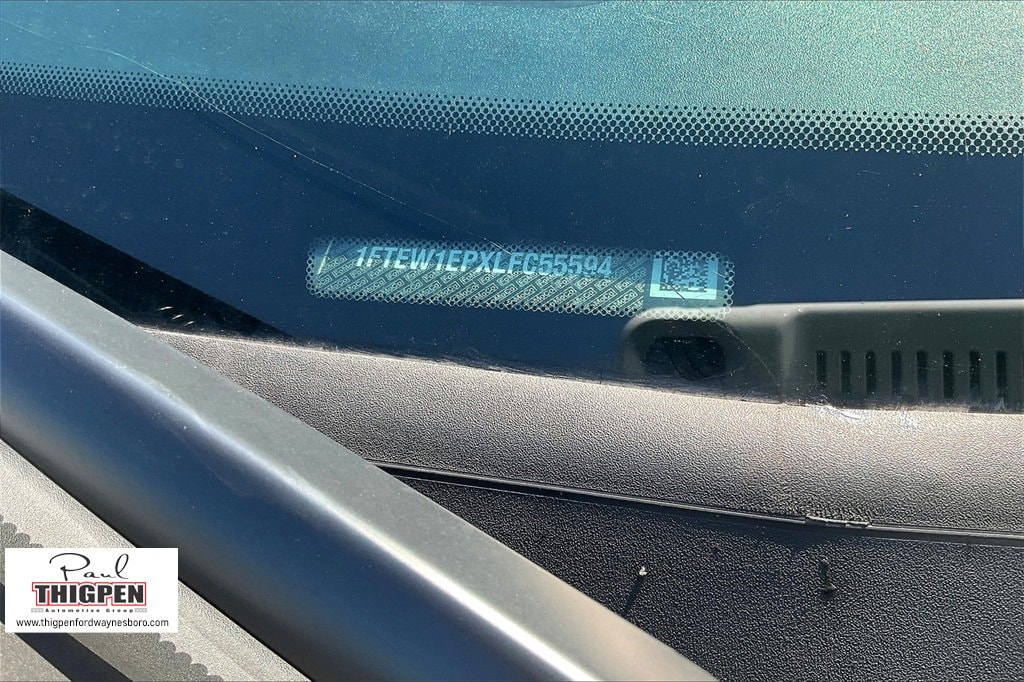 1FTEW1EPXLFC55594
Paul
THIGPEN
Automotive Group
www.thigpenfordwaynesboro.com